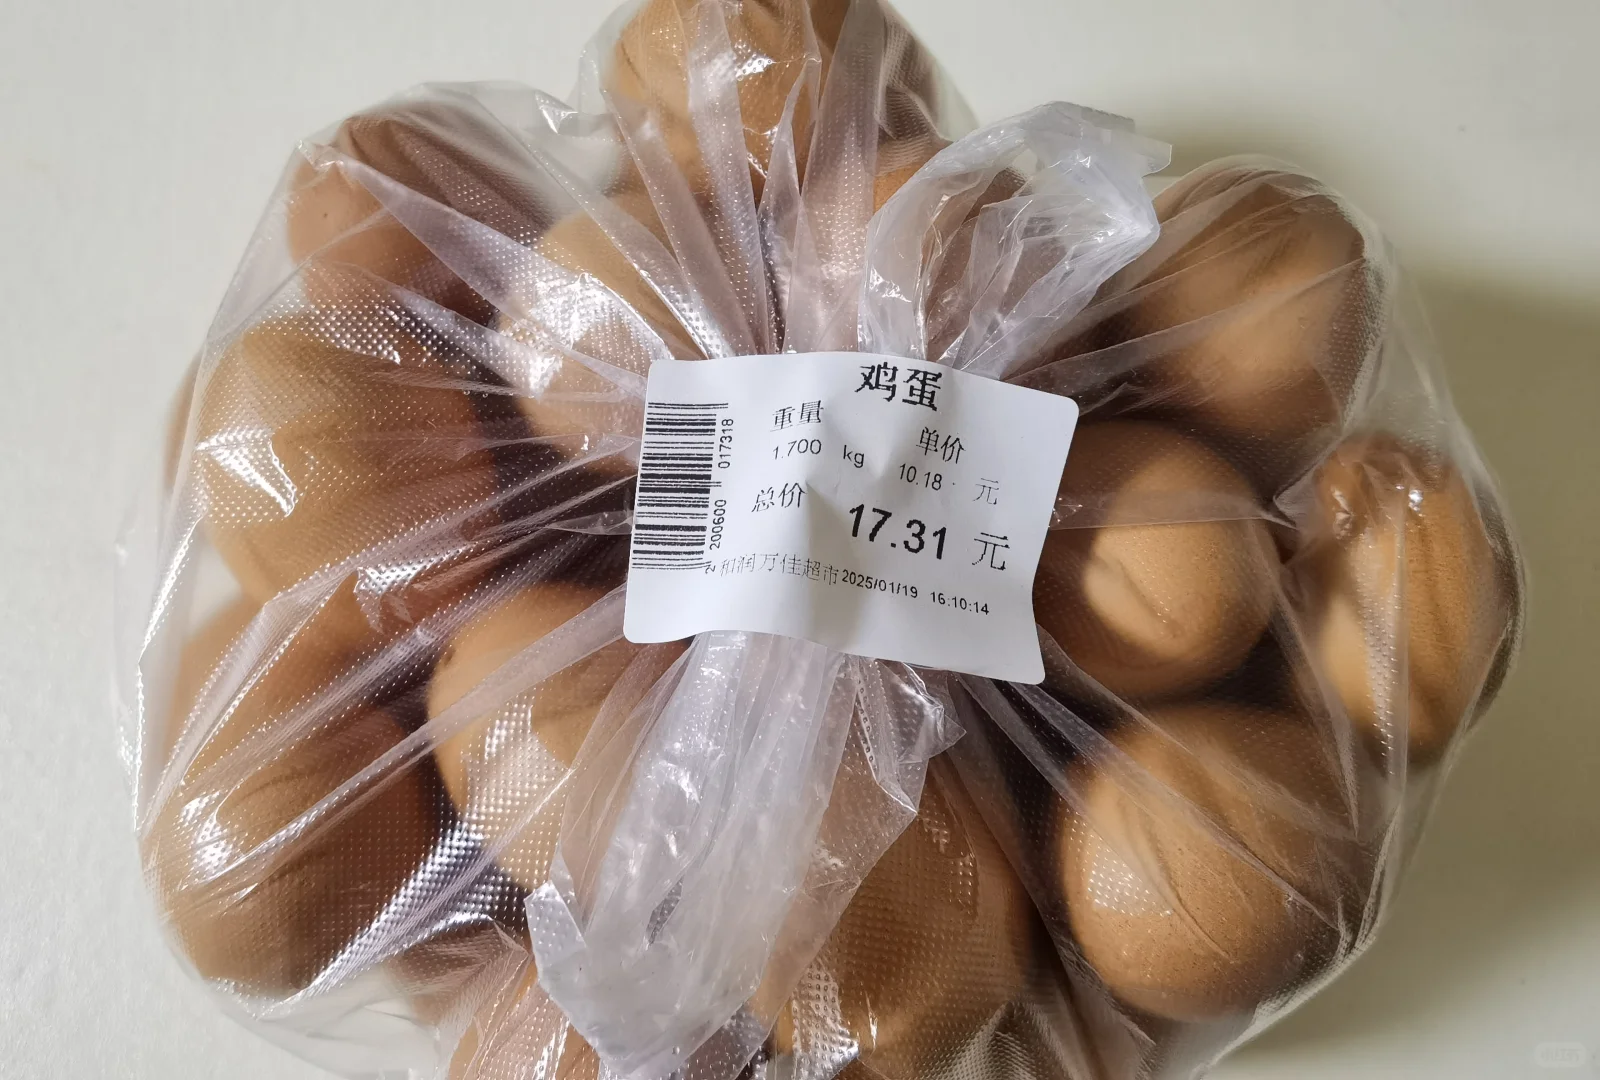 鸡蛋
重量 单价
1.700 kg 10.18 元
总价 17.31 元
和润万佳超市 2025/01/19 16:10:14
2 200600 017318